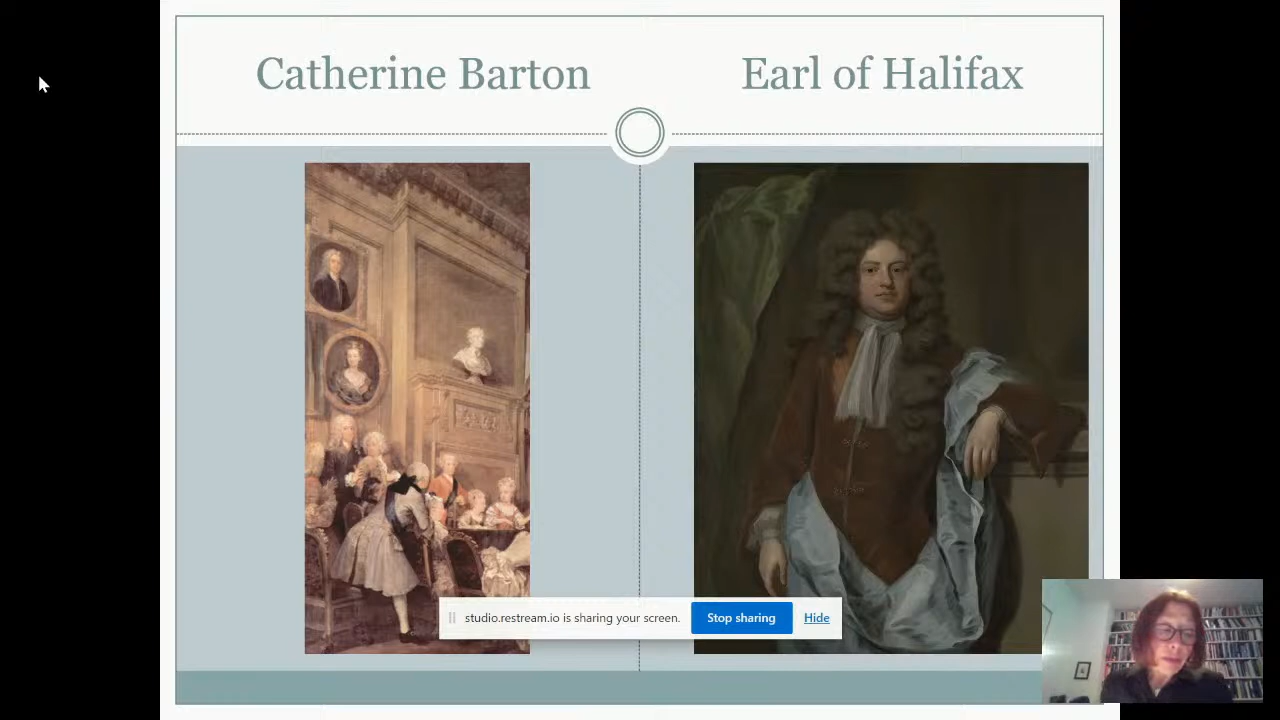 Catherine Barton
Earl of Halifax
studio.restream.io is sharing your screen.
Stop sharing
Hide